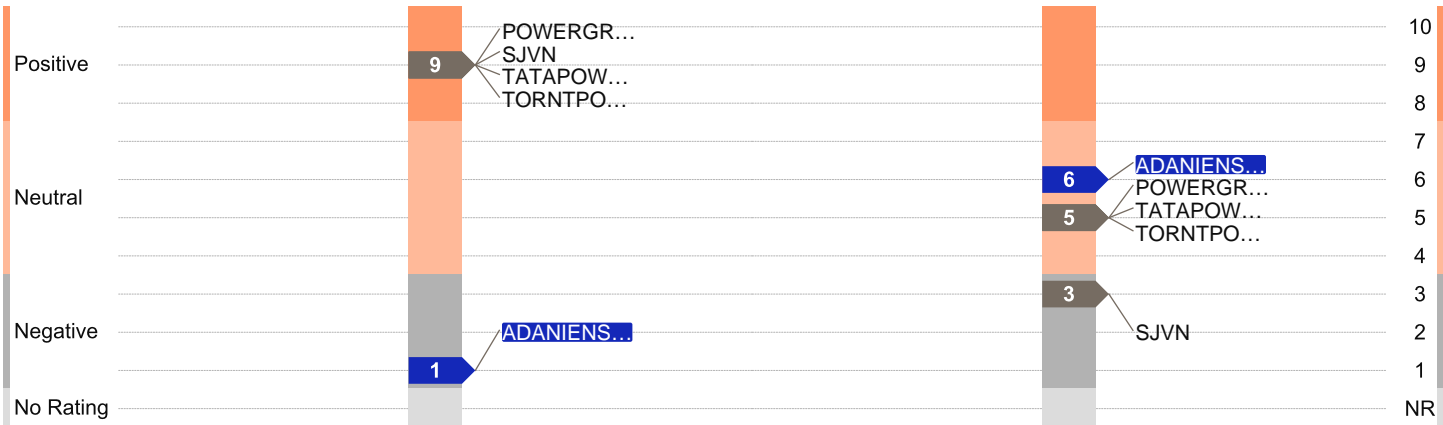 10
POWERGR…
SJVN
Positive
9
9
TATAPOW…
TORNTPO…
8
7
ADANIENS…
6
6
POWERGR…
Neutral
TATAPOW…
5
5
TORNTPO…
4
3
3
Negative
ADANIENS…
SJVN
2
1
1
No Rating
NR